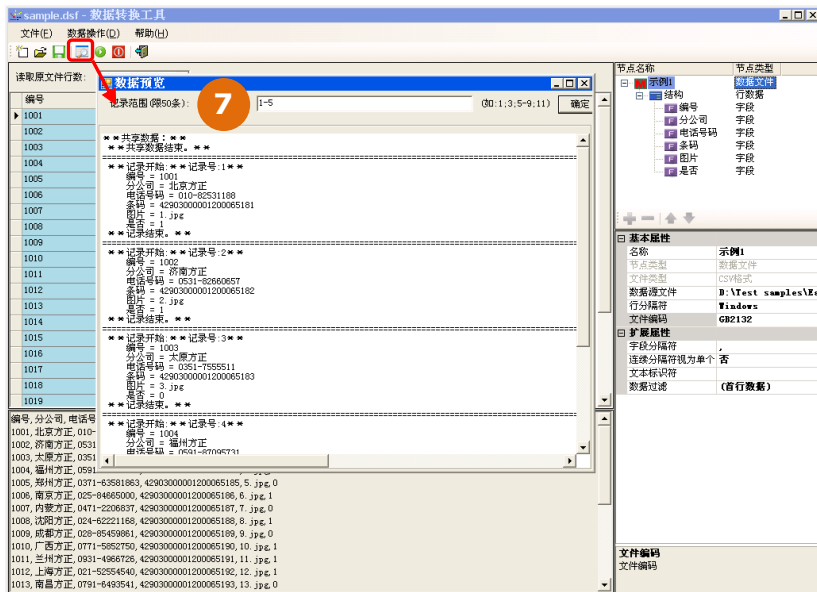 sample.dsf - 数据转换工具
文件(F) 数据操作(D) 帮助(H)
读取原文件行数:
编号
1001
1002
1003
1004
1005
1006
1007
1008
1009
1010
1011
1012
1013
1014
1015
1016
1017
1018
1019
数据预览
记录范围(限50条): 7 1-5 (如:1;3;5-9;11) 确定
**共享数据：**
**共享数据结束。**
**记录开始:**记录号:1**
编号 = 1001
分公司 = 北京方正
电话号码 = 010-82531188
条码 = 42903000001200065181
图片 = 1.jpg
是否 = 1
**记录结束。**
**记录开始:**记录号:2**
编号 = 1002
分公司 = 济南方正
电话号码 = 0531-82660657
条码 = 42903000001200065182
图片 = 2.jpg
是否 = 1
**记录结束。**
**记录开始:**记录号:3**
编号 = 1003
分公司 = 太原方正
电话号码 = 0351-7555511
条码 = 42903000001200065183
图片 = 3.jpg
是否 = 0
**记录结束。**
**记录开始:**记录号:4**
编号 = 1004
分公司 = 福州方正
电话号码 = 0591-87095731
编号,分公司,电话号
1001,北京方正,010-
1002,济南方正,0531
1003,太原方正,0351
1004,福州方正,0591
1005,郑州方正,0371-63581863,42903000001200065185,5.jpg,0
1006,南京方正,025-84665000,42903000001200065186,6.jpg,1
1007,内蒙方正,0471-2206837,42903000001200065187,7.jpg,0
1008,沈阳方正,024-62221168,42903000001200065188,8.jpg,1
1009,成都方正,028-85459861,42903000001200065189,9.jpg,0
1010,广西方正,0771-5852750,42903000001200065190,10.jpg,1
1011,兰州方正,0931-4966726,42903000001200065191,11.jpg,1
1012,上海方正,021-52554540,42903000001200065192,12.jpg,1
1013,南昌方正,0791-6493541,42903000001200065193,13.jpg,0
节点名称 节点类型
示例1 数据文件
结构 行数据
F 编号 字段
F 分公司 字段
F 电话号码 字段
F 条码 字段
F 图片 字段
F 是否 字段
基本属性
名称 示例1
节点类型 数据文件
文件类型 CSV格式
数据源文件 D:\Test samples\Ea
行分隔符 Windows
文件编码 GB2132
扩展属性
字段分隔符 ,
连续分隔符视为单个 否
文本标识符
数据过滤 (首行数据)
文件编码
文件编码